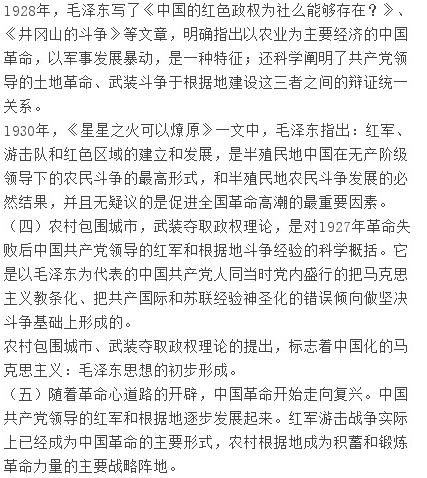 1928年，毛泽东写了《中国的红色政权为社么能够存在？》、
《井冈山的斗争》等文章，明确指出以农业为主要经济的中国
革命，以军事发展暴动，是一种特征；还科学阐明了共产党领
导的土地革命、武装斗争于根据地建设这三者之间的辩证统一
关系。
1930年，《星星之火可以燎原》一文中，毛泽东指出：红军、
游击队和红色区域的建立和发展，是半殖民地中国在无产阶级
领导下的农民斗争的最高形式，和半殖民地农民斗争发展的必
然结果，并且无疑议的是促进全国革命高潮的最重要因素。
（四）农村包围城市，武装夺取政权理论，是对1927年革命失
败后中国共产党领导的红军和根据地斗争经验的科学概括。它
是以毛泽东为代表的中国共产党人同当时党内盛行的把马克思
主义教条化、把共产国际和苏联经验神圣化的错误倾向做坚决
斗争基础上形成的。
农村包围城市、武装夺取政权理论的提出，标志着中国化的马
克思主义：毛泽东思想的初步形成。
（五）随着革命心道路的开辟，中国革命开始走向复兴。中国
共产党领导的红军和根据地逐步发展起来。红军游击战争实际
上已经成为中国革命的主要形式，农村根据地成为积蓄和锻炼
革命力量的主要战略阵地。